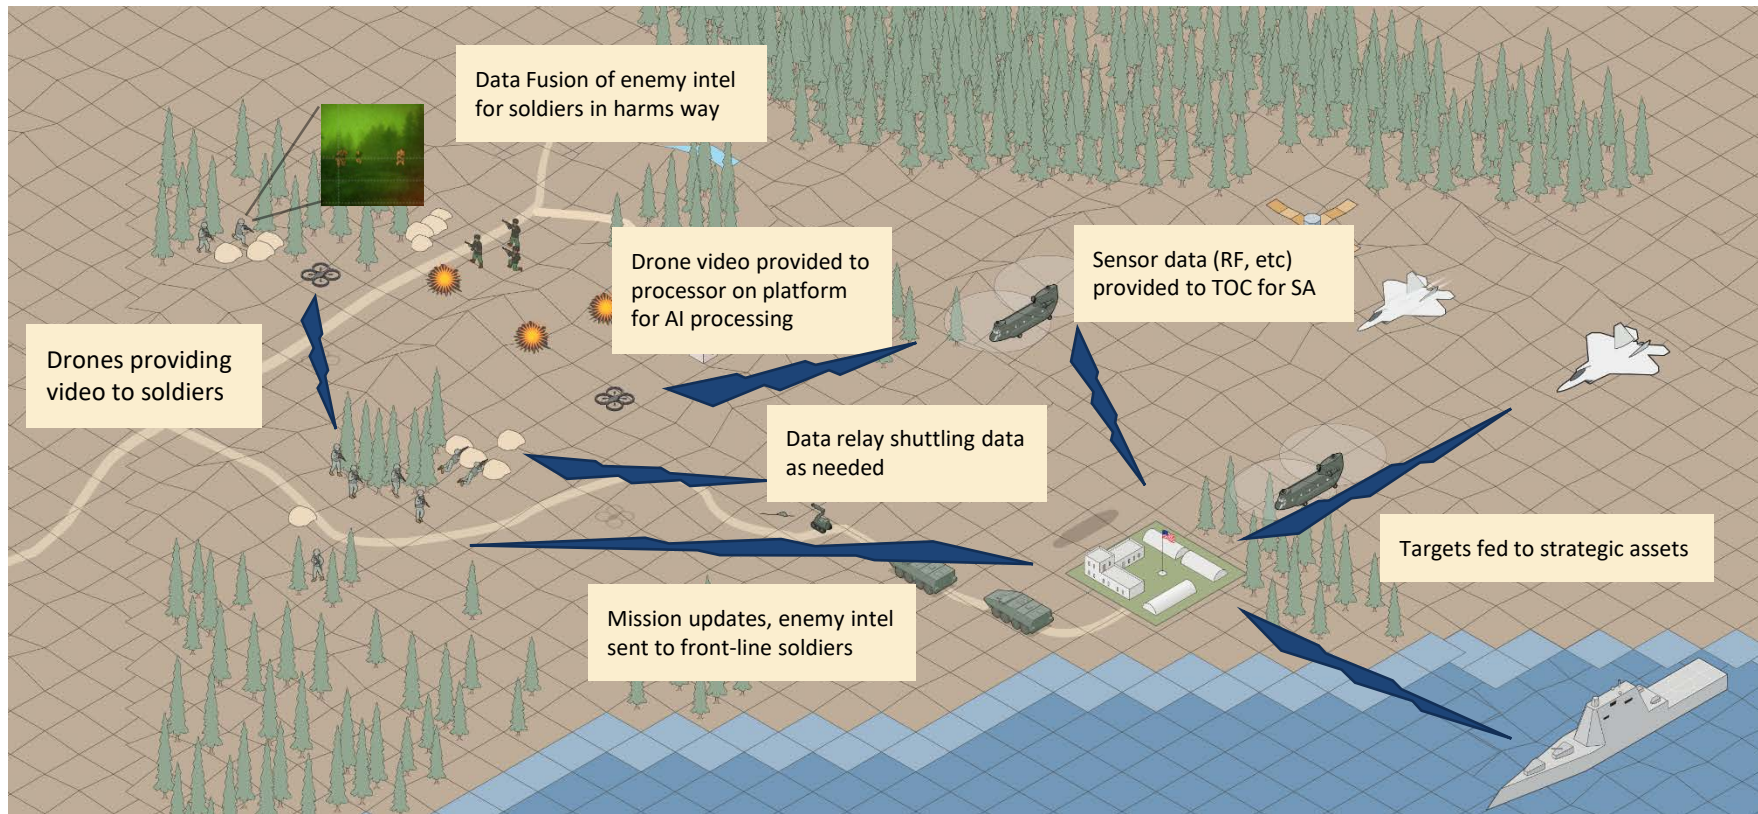 Data Fusion of enemy intel
for soldiers in harms way
Drone video provided to
processor on platform
for AI processing
Sensor data (RF, etc)
provided to TOC for SA
Drones providing
video to soldiers
Data relay shuttling data
as needed
Targets fed to strategic assets
Mission updates, enemy intel
sent to front-line soldiers